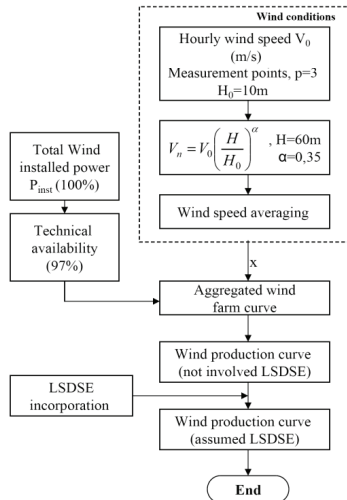 Wind conditions
Hourly wind speed V₀
(m/s)
Measurement points, p=3
H₀=10m
Vₙ = V₀(H/H₀)^α , H=60m
α=0,35
Wind speed averaging
Total Wind
installed power
P_inst (100%)
Technical
availability
(97%)
x
Aggregated wind
farm curve
Wind production curve
(not involved LSDSE)
LSDSE
incorporation
Wind production curve
(assumed LSDSE)
End